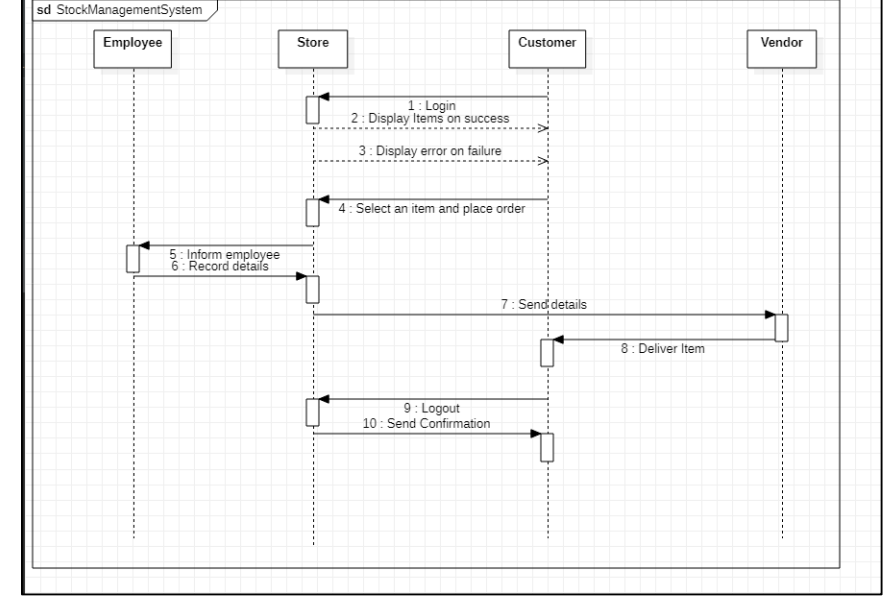 sd StockManagementSystem
Employee
Store
Customer
Vendor
1 : Login
2 : Display Items on success
3 : Display error on failure
4 : Select an item and place order
5 : Inform employee
6 : Record details
7 : Send details
8 : Deliver Item
9 : Logout
10 : Send Confirmation